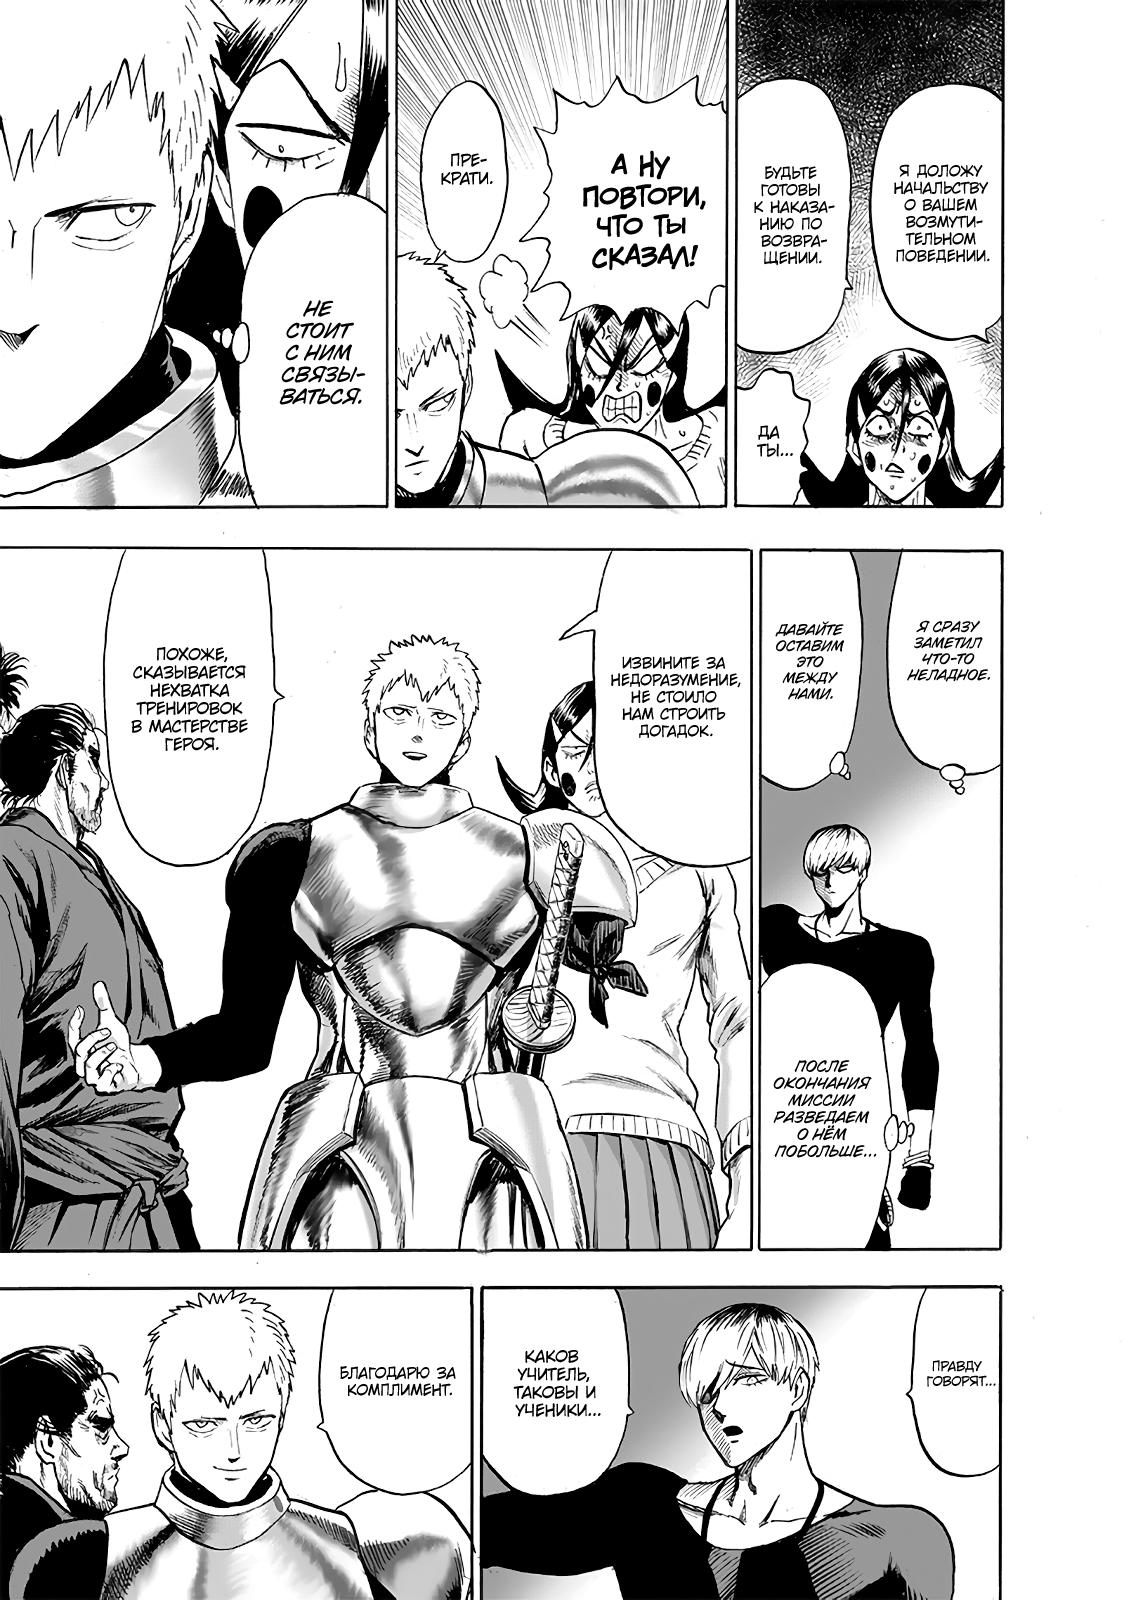 Я ДОЛОЖУ
НАЧАЛЬСТВУ
О ВАШЕМ
ВОЗМУТИ-
ТЕЛЬНОМ
ПОВЕДЕНИИ.
БУДЬТЕ
ГОТОВЫ
К НАКАЗА-
НИЮ ПО
ВОЗВРА-
ЩЕНИИ.
ДА
ТЫ...
А НУ
ПОВТОРИ,
ЧТО ТЫ
СКАЗАЛ!
ПРЕ-
КРАТИ.
НЕ
СТОИТ
С НИМ
СВЯЗЫ-
ВАТЬСЯ.
Я СРАЗУ
ЗАМЕТИЛ
ЧТО-ТО
НЕЛАДНОЕ.
ДАВАЙТЕ
ОСТАВИМ
ЭТО
МЕЖДУ
НАМИ.
ПОСЛЕ
ОКОНЧАНИЯ
МИССИИ
РАЗВЕДАЕМ
О НЁМ
ПОБОЛЬШЕ...
ИЗВИНИТЕ ЗА
НЕДОРАЗУМЕНИЕ,
НЕ СТОИЛО
НАМ СТРОИТЬ
ДОГАДОК.
ПОХОЖЕ,
СКАЗЫВАЕТСЯ
НЕХВАТКА
ТРЕНИРОВОК
В МАСТЕРСТВЕ
ГЕРОЯ.
ПРАВДУ
ГОВОРЯТ...
КАКОВ
УЧИТЕЛЬ,
ТАКОВЫ И
УЧЕНИКИ...
БЛАГОДАРЮ ЗА
КОМПЛИМЕНТ.